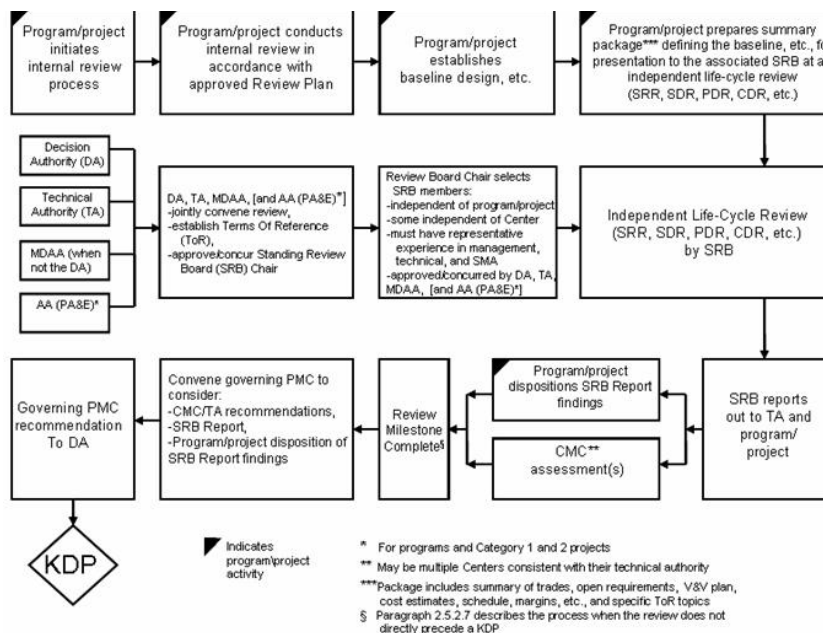 Program/project
initiates
internal review
process
Program/project conducts
internal review in
accordance with
approved Review Plan
Program/project
establishes
baseline design, etc.
Program/project prepares summary
package*** defining the baseline, etc., fo
presentation to the associated SRB at a
independent life-cycle review
(SRR, SDR, PDR, CDR, etc.)
Decision
Authority (DA)
Technical
Authority (TA)
MDAA (when
not the DA)
AA (PA&E)*
DA, TA, MDAA, [and AA (PA&E)*]
-jointly convene review,
-establish Terms Of Reference
(ToR),
-approve/concur Standing Review
Board (SRB) Chair
Review Board Chair selects
SRB members:
-independent of program/project
-some independent of Center
-must have representative
experience in management,
technical, and SMA
-approved/concurred by DA, TA,
MDAA, [and AA (PA&E)*]
Independent Life-Cycle Review
(SRR, SDR, PDR, CDR, etc.)
by SRB
Governing PMC
recommendation
To DA
Convene governing PMC to
consider:
-CMC/TA recommendations,
-SRB Report,
-Program/project disposition of
SRB Report findings
Review
Milestone
Complete§
Program/project
dispositions SRB Report
findings
CMC**
assessment(s)
SRB reports
out to TA and
program/
project
KDP
Indicates
program\project
activity
* For programs and Category 1 and 2 projects
** May be multiple Centers consistent with their technical authority
***Package includes summary of trades, open requirements, V&V plan,
cost estimates, schedule, margins, etc., and specific ToR topics
§ Paragraph 2.5.2.7 describes the process when the review does not
directly precede a KDP